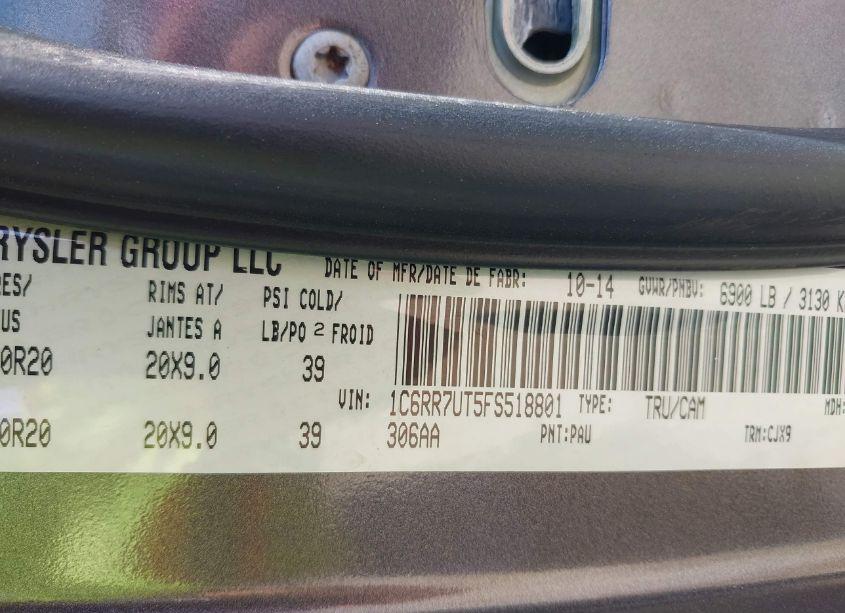 RYSLER GROUP LLC DATE OF MFR/DATE DE FABR: 10-14 GVWR/PNBV: 6900 LB / 3130 K
RES/ RIMS AT/ PSI COLD/
US JANTES A LB/PO 2 FROID
0R20 20X9.0 39
VIN: 1C6RR7UT5FS518801 TYPE: TRU/CAM MDH:
0R20 20X9.0 39 306AA PNT:PAU TRM:CJX9